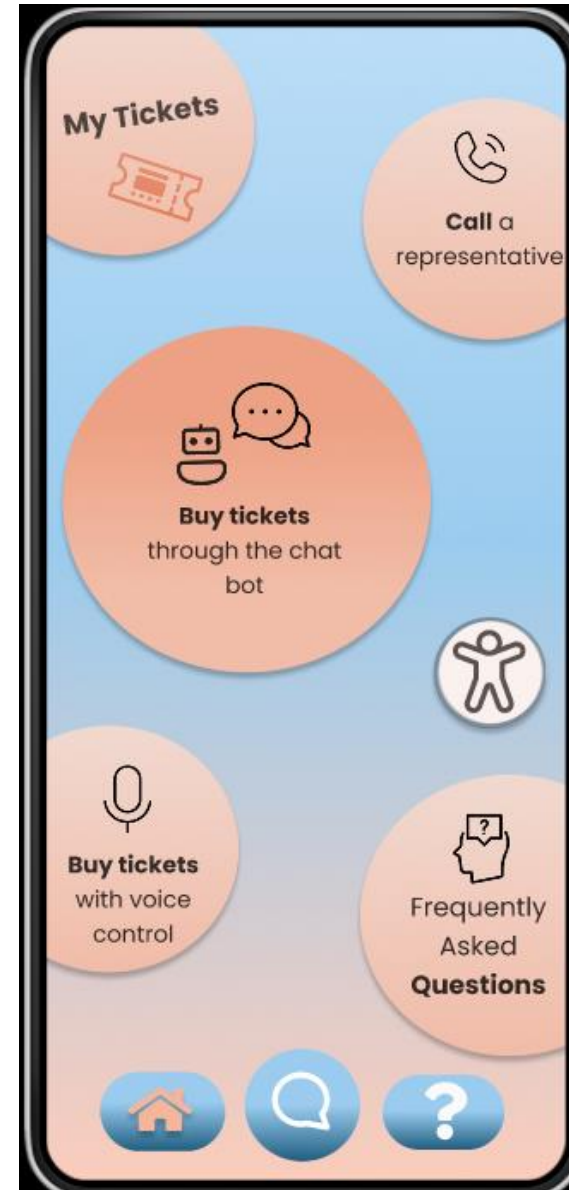 My Tickets
Call a
representative
Buy tickets
through the chat
bot
Buy tickets
with voice
control
?
Frequently
Asked
Questions
?